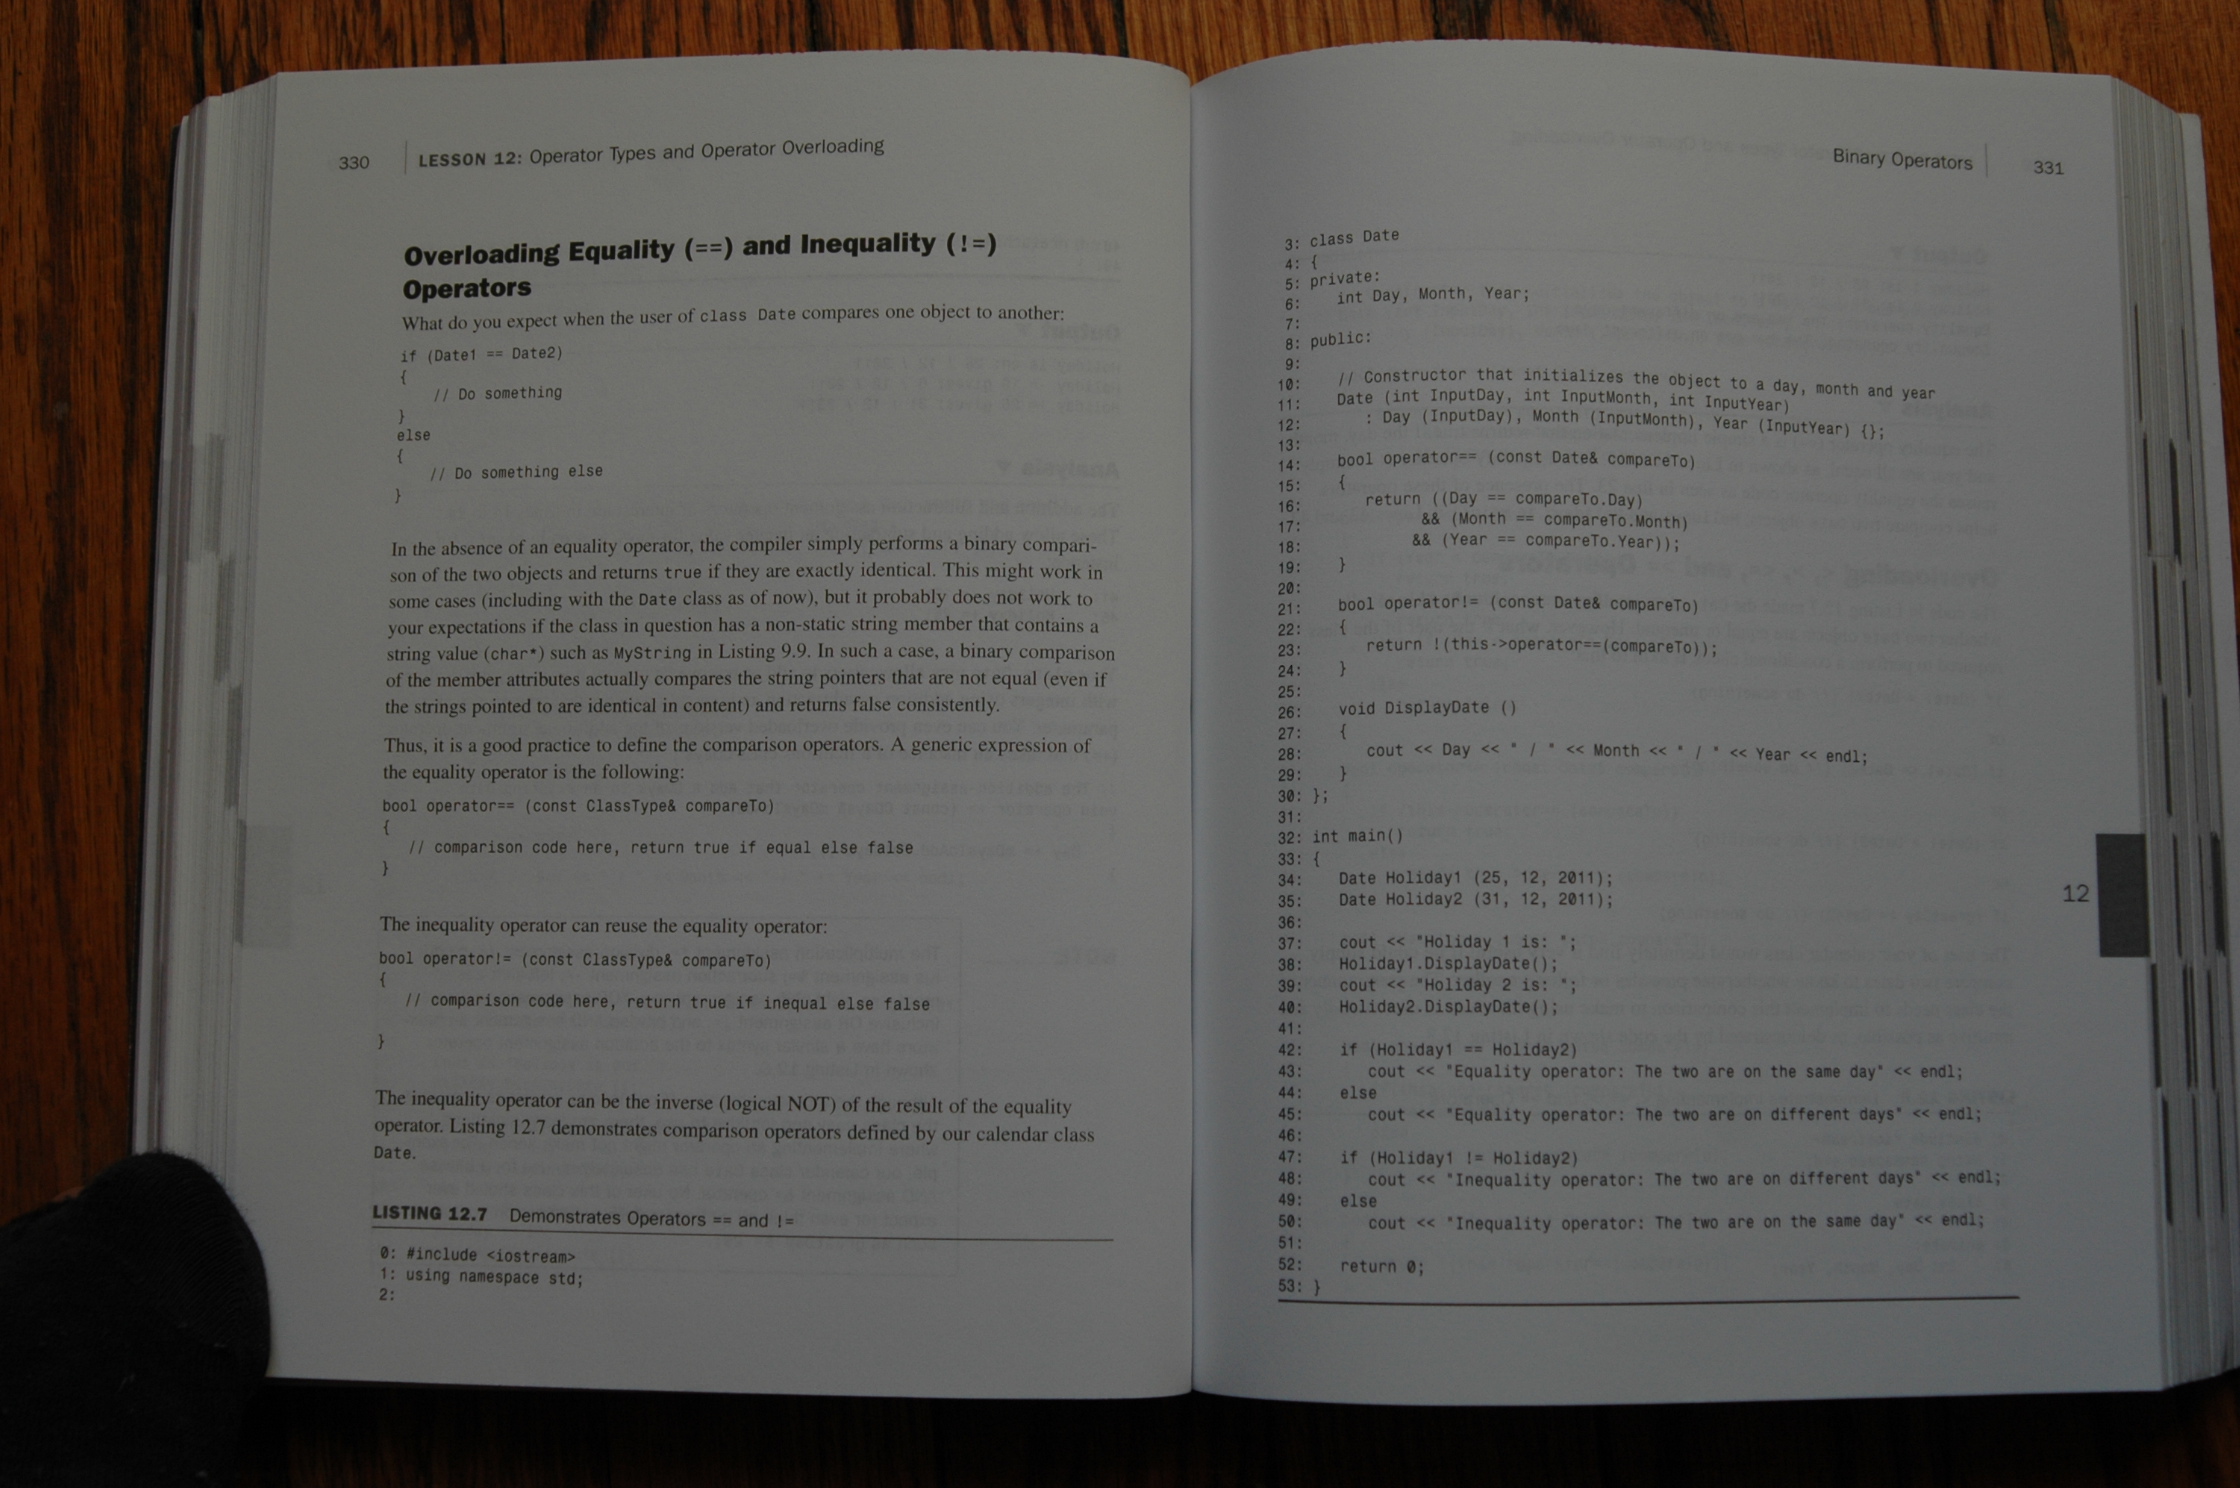 330 LESSON 12: Operator Types and Operator Overloading
Overloading Equality (==) and Inequality (!=)
Operators
What do you expect when the user of class Date compares one object to another:
if (Date1 == Date2)
{
// Do something
}
else
{
// Do something else
}
In the absence of an equality operator, the compiler simply performs a binary compari-
son of the two objects and returns true if they are exactly identical. This might work in
some cases (including with the Date class as of now), but it probably does not work to
your expectations if the class in question has a non-static string member that contains a
string value (char*) such as MyString in Listing 9.9. In such a case, a binary comparison
of the member attributes actually compares the string pointers that are not equal (even if
the strings pointed to are identical in content) and returns false consistently.
Thus, it is a good practice to define the comparison operators. A generic expression of
the equality operator is the following:
bool operator== (const ClassType& compareTo)
{
// comparison code here, return true if equal else false
}
The inequality operator can reuse the equality operator:
bool operator!= (const ClassType& compareTo)
{
// comparison code here, return true if inequal else false
}
The inequality operator can be the inverse (logical NOT) of the result of the equality
operator. Listing 12.7 demonstrates comparison operators defined by our calendar class
Date.
LISTING 12.7 Demonstrates Operators == and !=
0: #include <iostream>
1: using namespace std;
2:
Binary Operators 331
3: class Date
4: {
5: private:
6: int Day, Month, Year;
7:
8: public:
9:
10: // Constructor that initializes the object to a day, month and year
11: Date (int InputDay, int InputMonth, int InputYear)
12: : Day (InputDay), Month (InputMonth), Year (InputYear) {};
13:
14: bool operator== (const Date& compareTo)
15: {
16: return ((Day == compareTo.Day)
17: && (Month == compareTo.Month)
18: && (Year == compareTo.Year));
19: }
20:
21: bool operator!= (const Date& compareTo)
22: {
23: return !(this->operator==(compareTo));
24: }
25:
26: void DisplayDate ()
27: {
28: cout << Day << " / " << Month << " / " << Year << endl;
29: }
30: };
31:
32: int main()
33: {
34: Date Holiday1 (25, 12, 2011);
35: Date Holiday2 (31, 12, 2011);
36:
37: cout << "Holiday 1 is: ";
38: Holiday1.DisplayDate();
39: cout << "Holiday 2 is: ";
40: Holiday2.DisplayDate();
41:
42: if (Holiday1 == Holiday2)
43: cout << "Equality operator: The two are on the same day" << endl;
44: else
45: cout << "Equality operator: The two are on different days" << endl;
46:
47: if (Holiday1 != Holiday2)
48: cout << "Inequality operator: The two are on different days" << endl;
49: else
50: cout << "Inequality operator: The two are on the same day" << endl;
51:
52: return 0;
53: }
12